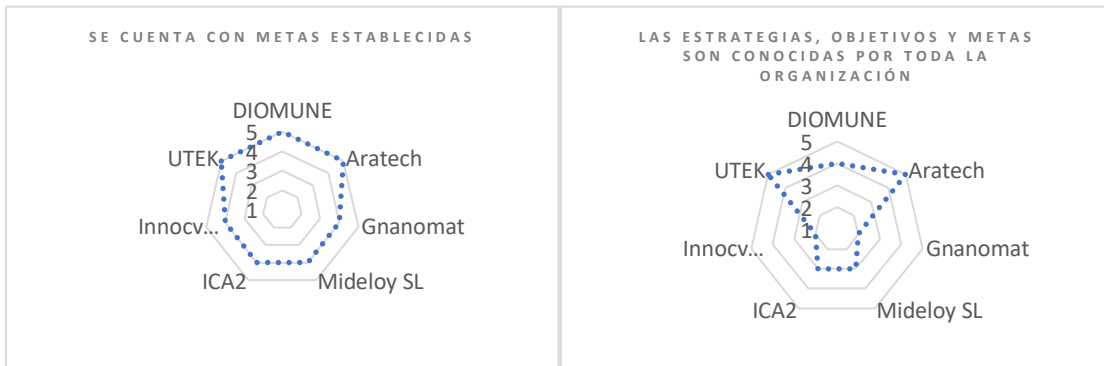 SE CUENTA CON METAS ESTABLECIDAS
DIOMUNE
5
4
3
2
1
UTEK
Aratech
Innocv...
Gnanomat
ICA2
Mideloy SL
LAS ESTRATEGIAS, OBJETIVOS Y METAS
SON CONOCIDAS POR TODA LA
ORGANIZACIÓN
DIOMUNE
5
4
3
2
1
UTEK
Aratech
Innocv...
Gnanomat
ICA2
Mideloy SL